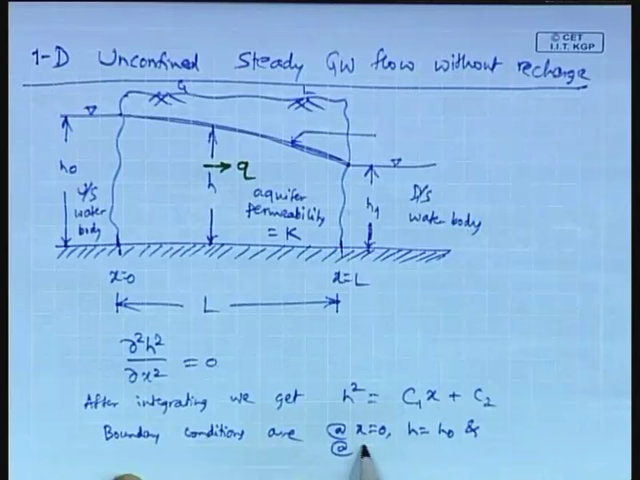 © CET
I.I.T. KGP
1-D Unconfined Steady GW flow without recharge
G L
h₀ h q h₁
U/S water body
aquifer permeability = K
D/S water body
x=0 x=L
L
∂²h²/∂x² = 0
After integrating we get h² = C₁x + C₂
Boundary conditions are @ x=0, h= h₀ &
@